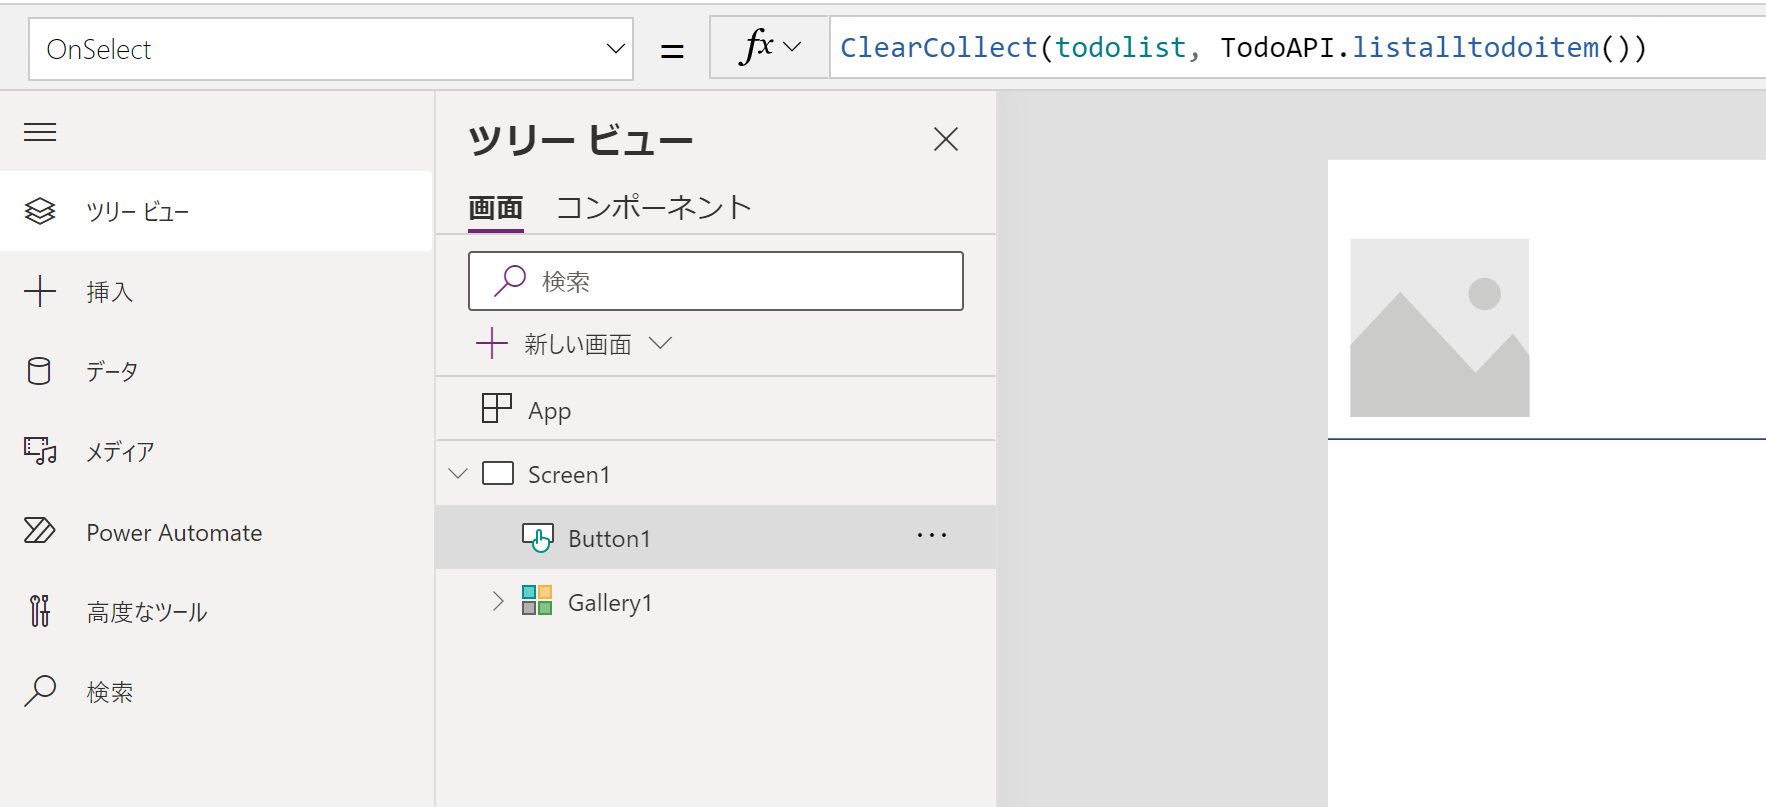 OnSelect
=
fx
ClearCollect(todolist, TodoAPI.listalltodoitem())
ツリー ビュー
挿入
データ
メディア
Power Automate
高度なツール
検索
ツリー ビュー
画面 コンポーネント
検索
新しい画面
App
Screen1
Button1
...
Gallery1